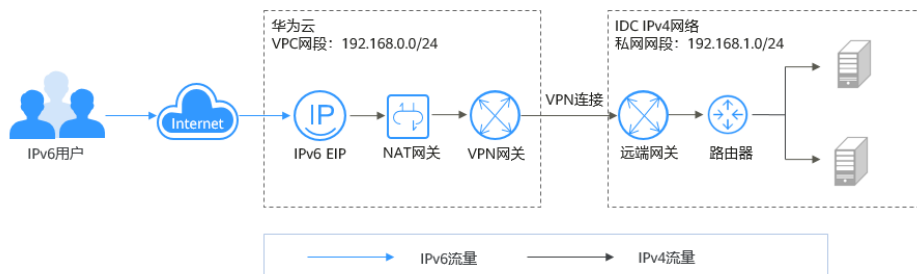 华为云
VPC网段：192.168.0.0/24
IDC IPv4网络
私网网段：192.168.1.0/24
IPv6用户
Internet
IP
IPv6 EIP
NAT网关
VPN网关
VPN连接
远端网关
路由器
IPv6流量
IPv4流量